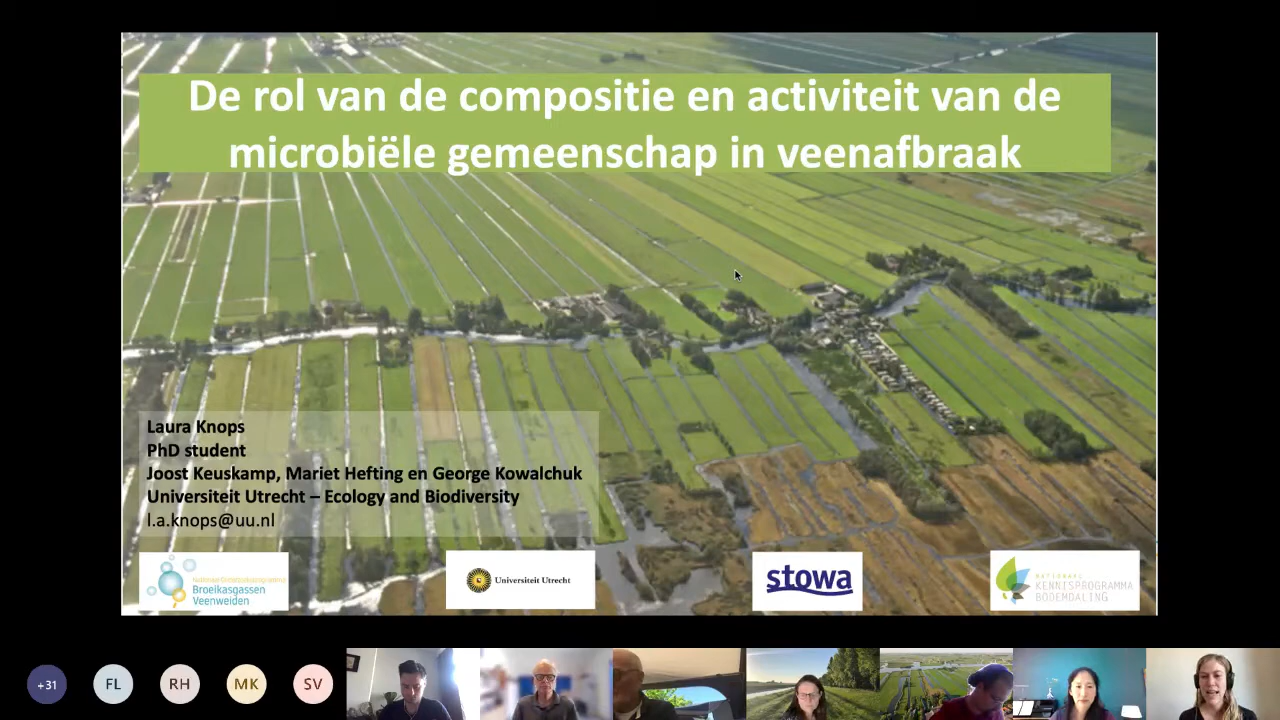 De rol van de compositie en activiteit van de
microbiële gemeenschap in veenafbraak
Laura Knops
PhD student
Joost Keuskamp, Mariet Hefting en George Kowalchuk
Universiteit Utrecht – Ecology and Biodiversity
l.a.knops@uu.nl
Broeikasgassen
Veenweiden
Universiteit Utrecht
stowa
NATIONAAL
KENNISPROGRAMMA
BODEMDALING
+31
FL
RH
MK
SV